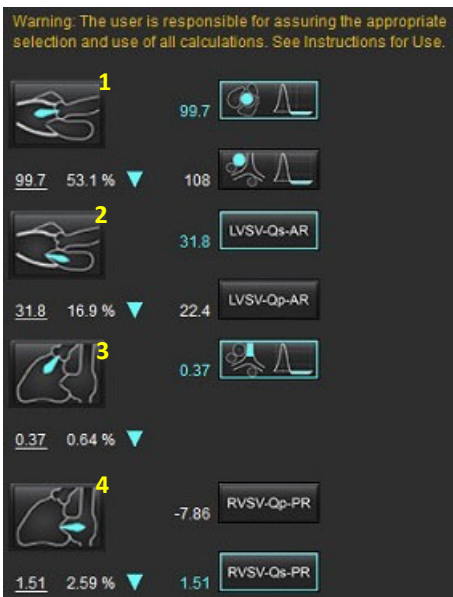 Warning: The user is responsible for assuring the appropriate
selection and use of all calculations. See Instructions for Use.
1
99.7
99.7 53.1 % 108
2
31.8 LVSV-Qs-AR
31.8 16.9 % 22.4 LVSV-Qp-AR
3
0.37
0.37 0.64 %
4
-7.86 RVSV-Qp-PR
1.51 2.59 % 1.51 RVSV-Qs-PR